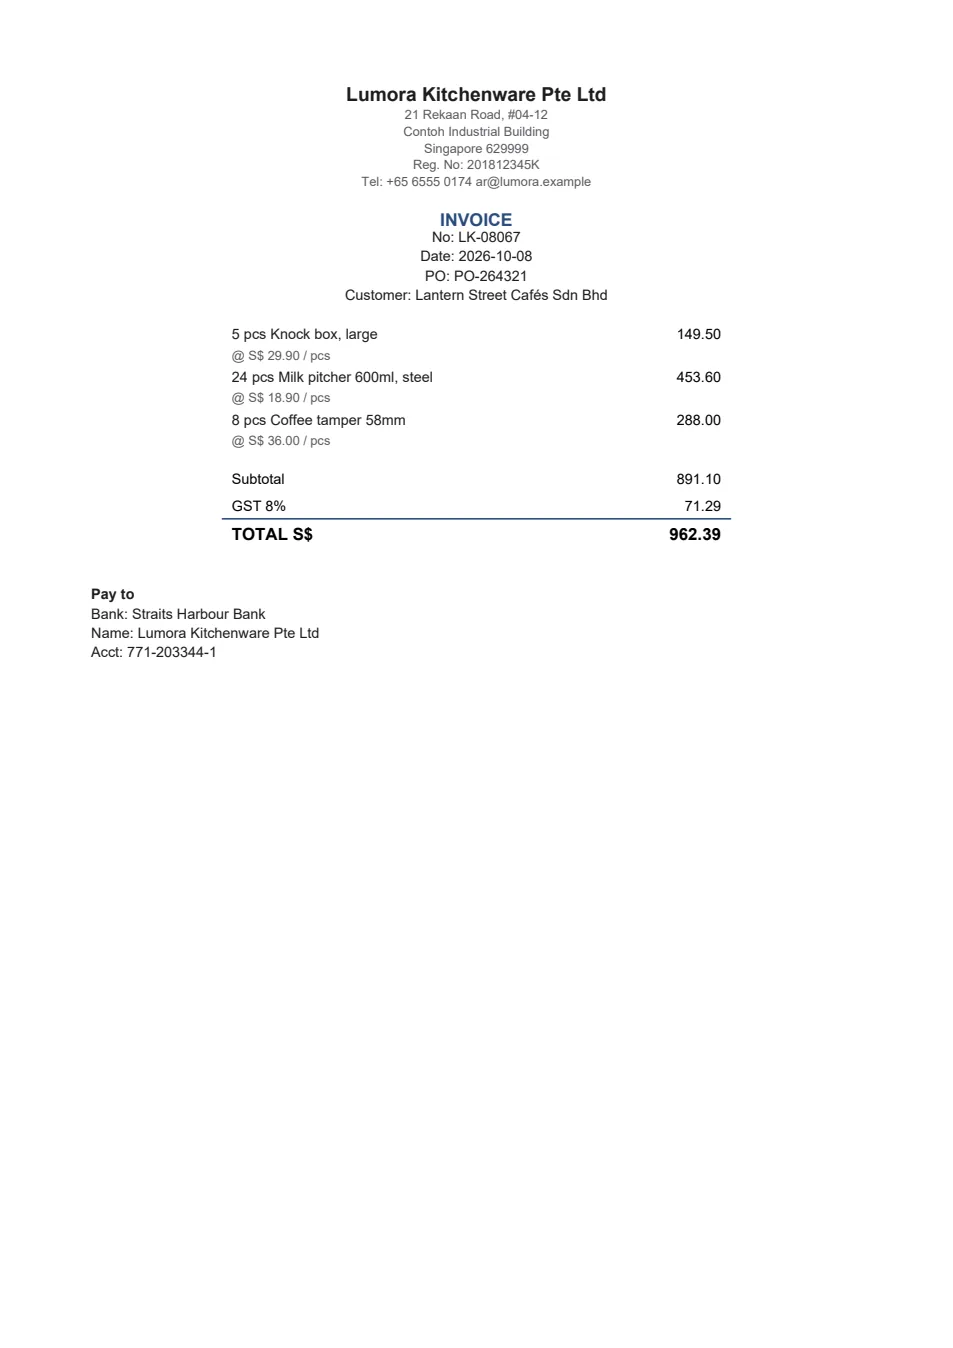 Lumora Kitchenware Pte Ltd
21 Rekaan Road, #04-12
Contoh Industrial Building
Singapore 629999
Reg. No: 201812345K
Tel: +65 6555 0174 ar@lumora.example
INVOICE
No: LK-08067
Date: 2026-10-08
PO: PO-264321
Customer: Lantern Street Cafés Sdn Bhd
5 pcs Knock box, large 149.50
@ S$ 29.90 / pcs
24 pcs Milk pitcher 600ml, steel 453.60
@ S$ 18.90 / pcs
8 pcs Coffee tamper 58mm 288.00
@ S$ 36.00 / pcs
Subtotal 891.10
GST 8% 71.29
TOTAL S$ 962.39
Pay to
Bank: Straits Harbour Bank
Name: Lumora Kitchenware Pte Ltd
Acct: 771-203344-1